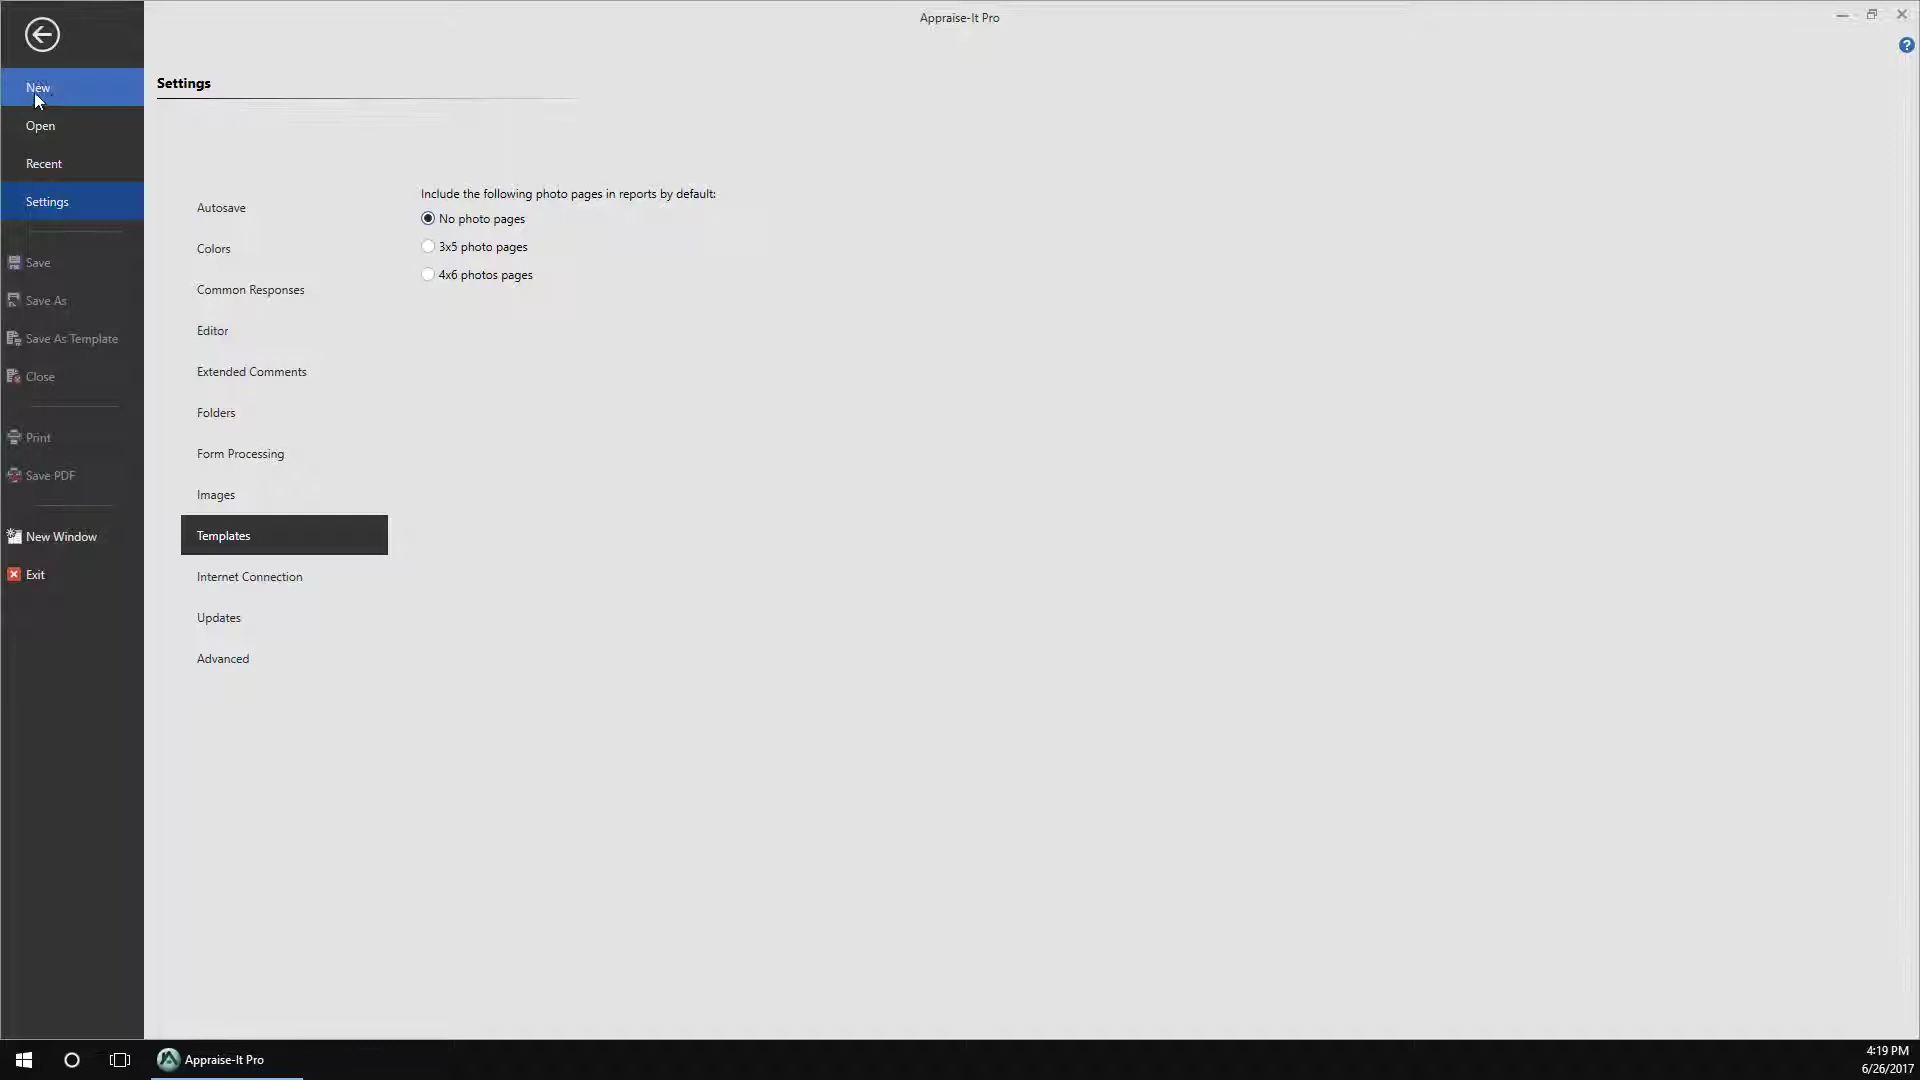 Appraise-It Pro
?
New
Open
Recent
Settings
Save
Save As
Save As Template
Close
Print
Save PDF
New Window
Exit
Settings
Autosave
Colors
Common Responses
Editor
Extended Comments
Folders
Form Processing
Images
Templates
Internet Connection
Updates
Advanced
Include the following photo pages in reports by default:
No photo pages
3x5 photo pages
4x6 photos pages
Appraise-It Pro
4:19 PM
6/26/2017